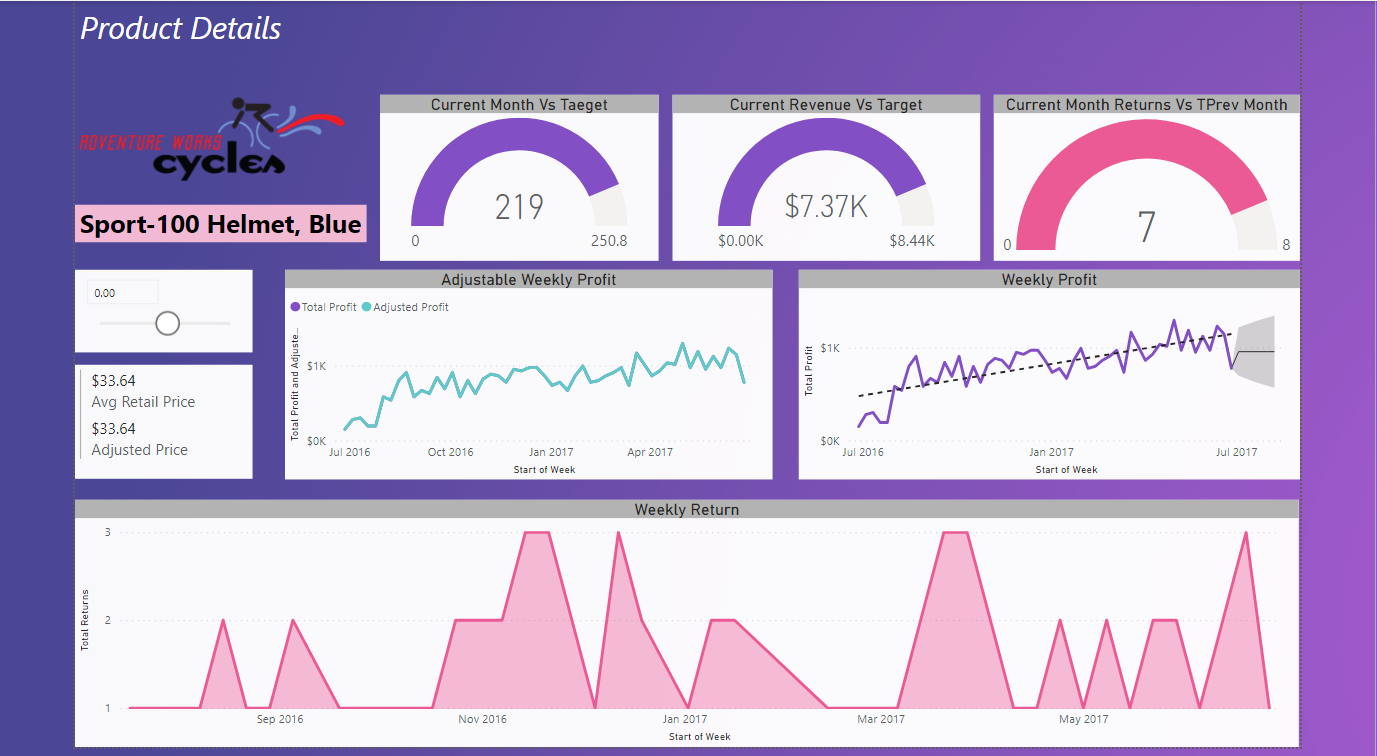 Product Details
ADVENTURE WORKS
cycles
Sport-100 Helmet, Blue
Current Month Vs Taeget
219
0
250.8
Current Revenue Vs Target
$7.37K
$0.00K
$8.44K
Current Month Returns Vs TPrev Month
7
0
8
0.00
$33.64
Avg Retail Price
$33.64
Adjusted Price
Adjustable Weekly Profit
Total Profit
Adjusted Profit
Total Profit and Adjuste...
$1K
$0K
Jul 2016
Oct 2016
Jan 2017
Apr 2017
Start of Week
Weekly Profit
Total Profit
$1K
$0K
Jul 2016
Jan 2017
Jul 2017
Start of Week
Weekly Return
Total Returns
3
2
1
Sep 2016
Nov 2016
Jan 2017
Mar 2017
May 2017
Start of Week